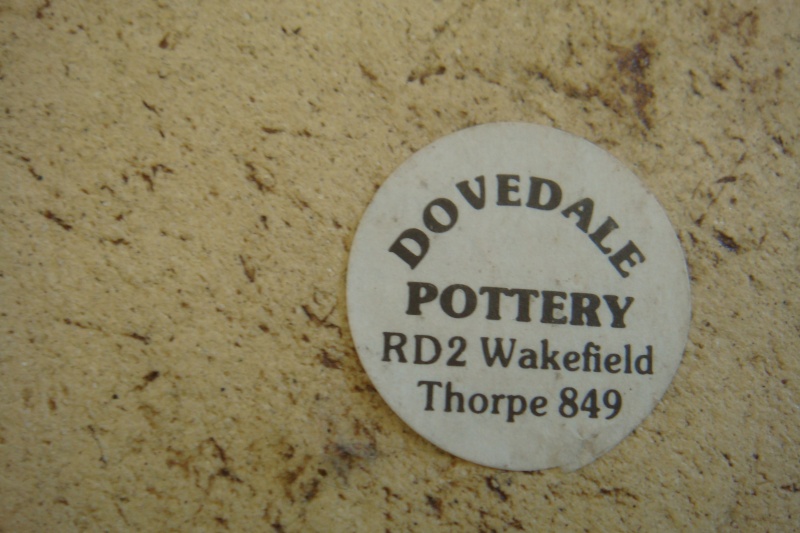 DOVEDALE
POTTERY
RD2 Wakefield
Thorpe 849